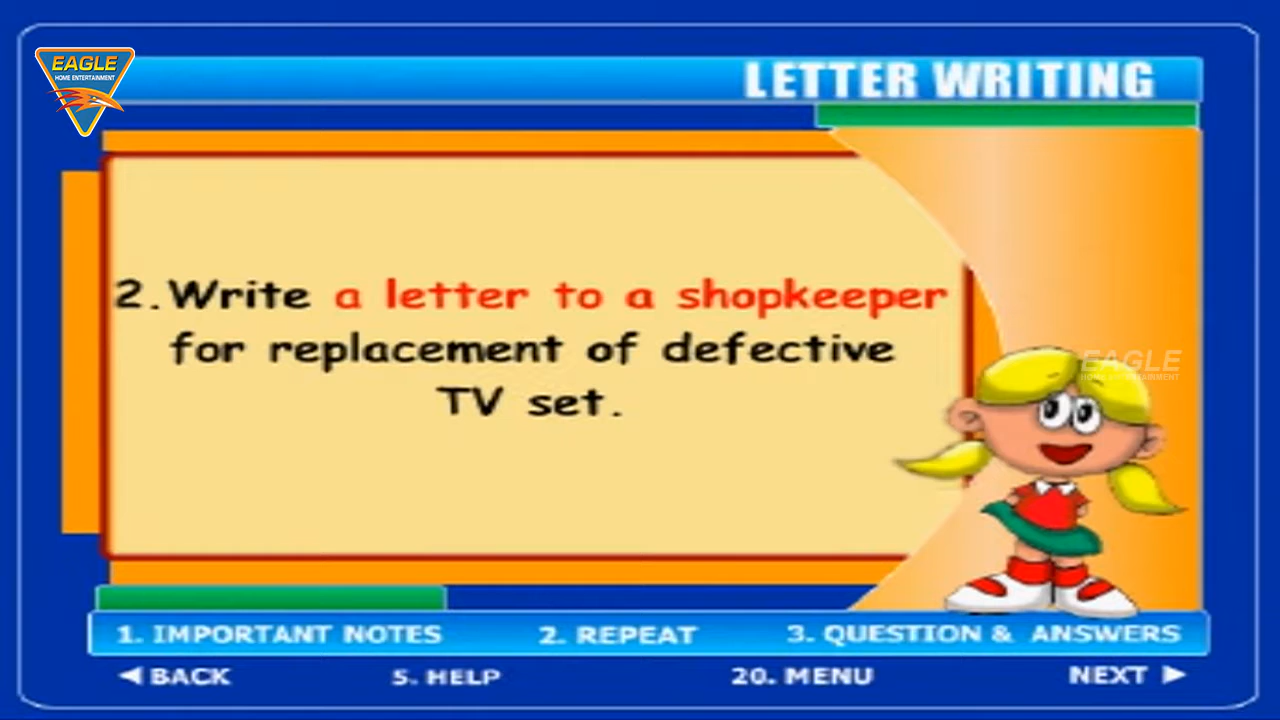 EAGLE
HOME ENTERTAINMENT
LETTER WRITING
2. Write a letter to a shopkeeper
for replacement of defective
TV set.
EAGLE
HOME ENTERTAINMENT
1. IMPORTANT NOTES 2. REPEAT 3. QUESTION & ANSWERS
BACK 5. HELP 20. MENU NEXT